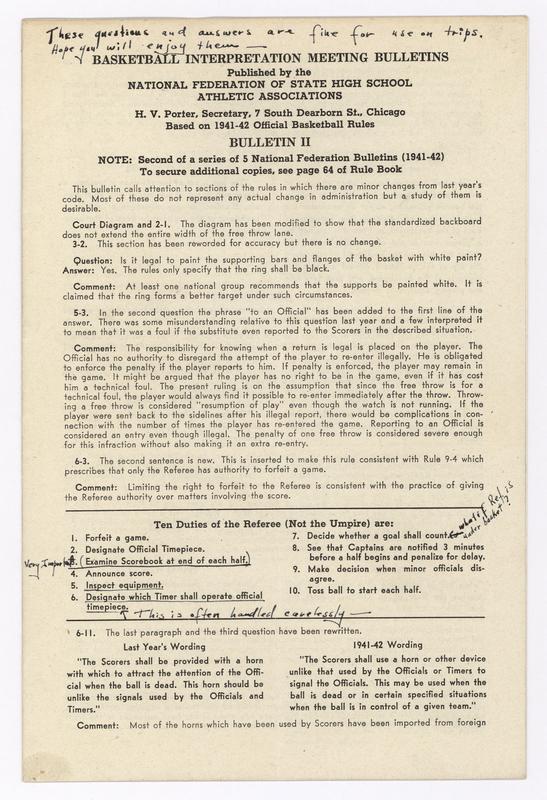 These questions and answers are fine for use on trips.
Hope you will enjoy them —
BASKETBALL INTERPRETATION MEETING BULLETINS
Published by the
NATIONAL FEDERATION OF STATE HIGH SCHOOL
ATHLETIC ASSOCIATIONS
H. V. Porter, Secretary, 7 South Dearborn St., Chicago
Based on 1941-42 Official Basketball Rules
BULLETIN II
NOTE: Second of a series of 5 National Federation Bulletins (1941-42)
To secure additional copies, see page 64 of Rule Book
This bulletin calls attention to sections of the rules in which there are minor changes from last year's
code. Most of these do not represent any actual change in administration but a study of them is
desirable.
Court Diagram and 2-1. The diagram has been modified to show that the standardized backboard
does not extend the entire width of the free throw lane.
3-2. This section has been reworded for accuracy but there is no change.
Question: Is it legal to paint the supporting bars and flanges of the basket with white paint?
Answer: Yes. The rules only specify that the ring shall be black.
Comment: At least one national group recommends that the supports be painted white. It is
claimed that the ring forms a better target under such circumstances.
5-3. In the second question the phrase "to an Official" has been added to the first line of the
answer. There was some misunderstanding relative to this question last year and a few interpreted it
to mean that it was a foul if the substitute even reported to the Scorers in the described situation.
Comment: The responsibility for knowing when a return is legal is placed on the player. The
Official has no authority to disregard the attempt of the player to re-enter illegally. He is obligated
to enforce the penalty if the player reports to him. If penalty is enforced, the player may remain in
the game. It might be argued that the player has no right to be in the game, even if it has cost
him a technical foul. The present ruling is on the assumption that since the free throw is for a
technical foul, the player would always find it possible to re-enter immediately after the throw. Throw-
ing a free throw is considered "resumption of play" even though the watch is not running. If the
player were sent back to the sidelines after his illegal report, there would be complications in con-
nection with the number of times the player has re-entered the game. Reporting to an Official is
considered an entry even though illegal. The penalty of one free throw is considered severe enough
for this infraction without also making it an extra re-entry.
6-3. The second sentence is new. This is inserted to make this rule consistent with Rule 9-4 which
prescribes that only the Referee has authority to forfeit a game.
Comment: Limiting the right to forfeit to the Referee is consistent with the practice of giving
the Referee authority over matters involving the score.
Ten Duties of the Referee (Not the Umpire) are:
1. Forfeit a game.
2. Designate Official Timepiece.
Very Important 3. (Examine Scorebook at end of each half.)
4. Announce score.
5. Inspect equipment.
6. Designate which Timer shall operate official
timepiece.
This is often handled carelessly —
7. Decide whether a goal shall count.
what if Ref. is
under basket?
8. See that Captains are notified 3 minutes
before a half begins and penalize for delay.
9. Make decision when minor officials dis-
agree.
10. Toss ball to start each half.
6-11. The last paragraph and the third question have been rewritten.
Last Year's Wording
"The Scorers shall be provided with a horn
with which to attract the attention of the Offi-
cial when the ball is dead. This horn should be
unlike the signals used by the Officials and
Timers."
1941-42 Wording
"The Scorers shall use a horn or other device
unlike that used by the Officials or Timers to
signal the Officials. This may be used when the
ball is dead or in certain specified situations
when the ball is in control of a given team."
Comment: Most of the horns which have been used by Scorers have been imported from foreign